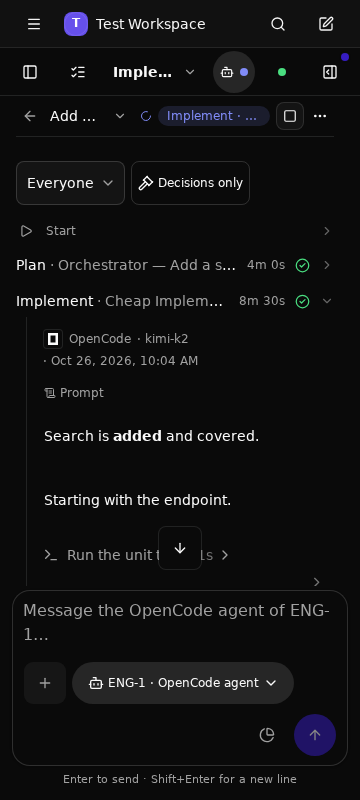 T Test Workspace
Imple...
Add ...
Implement · ...
Everyone
Decisions only
Start
Plan · Orchestrator — Add a s... 4m 0s
Implement · Cheap Implem... 8m 30s
OpenCode · kimi-k2
· Oct 26, 2026, 10:04 AM
Prompt
Search is added and covered.
Starting with the endpoint.
Run the unit
Message the OpenCode agent of ENG-
1...
ENG-1 · OpenCode agent
Enter to send · Shift+Enter for a new line